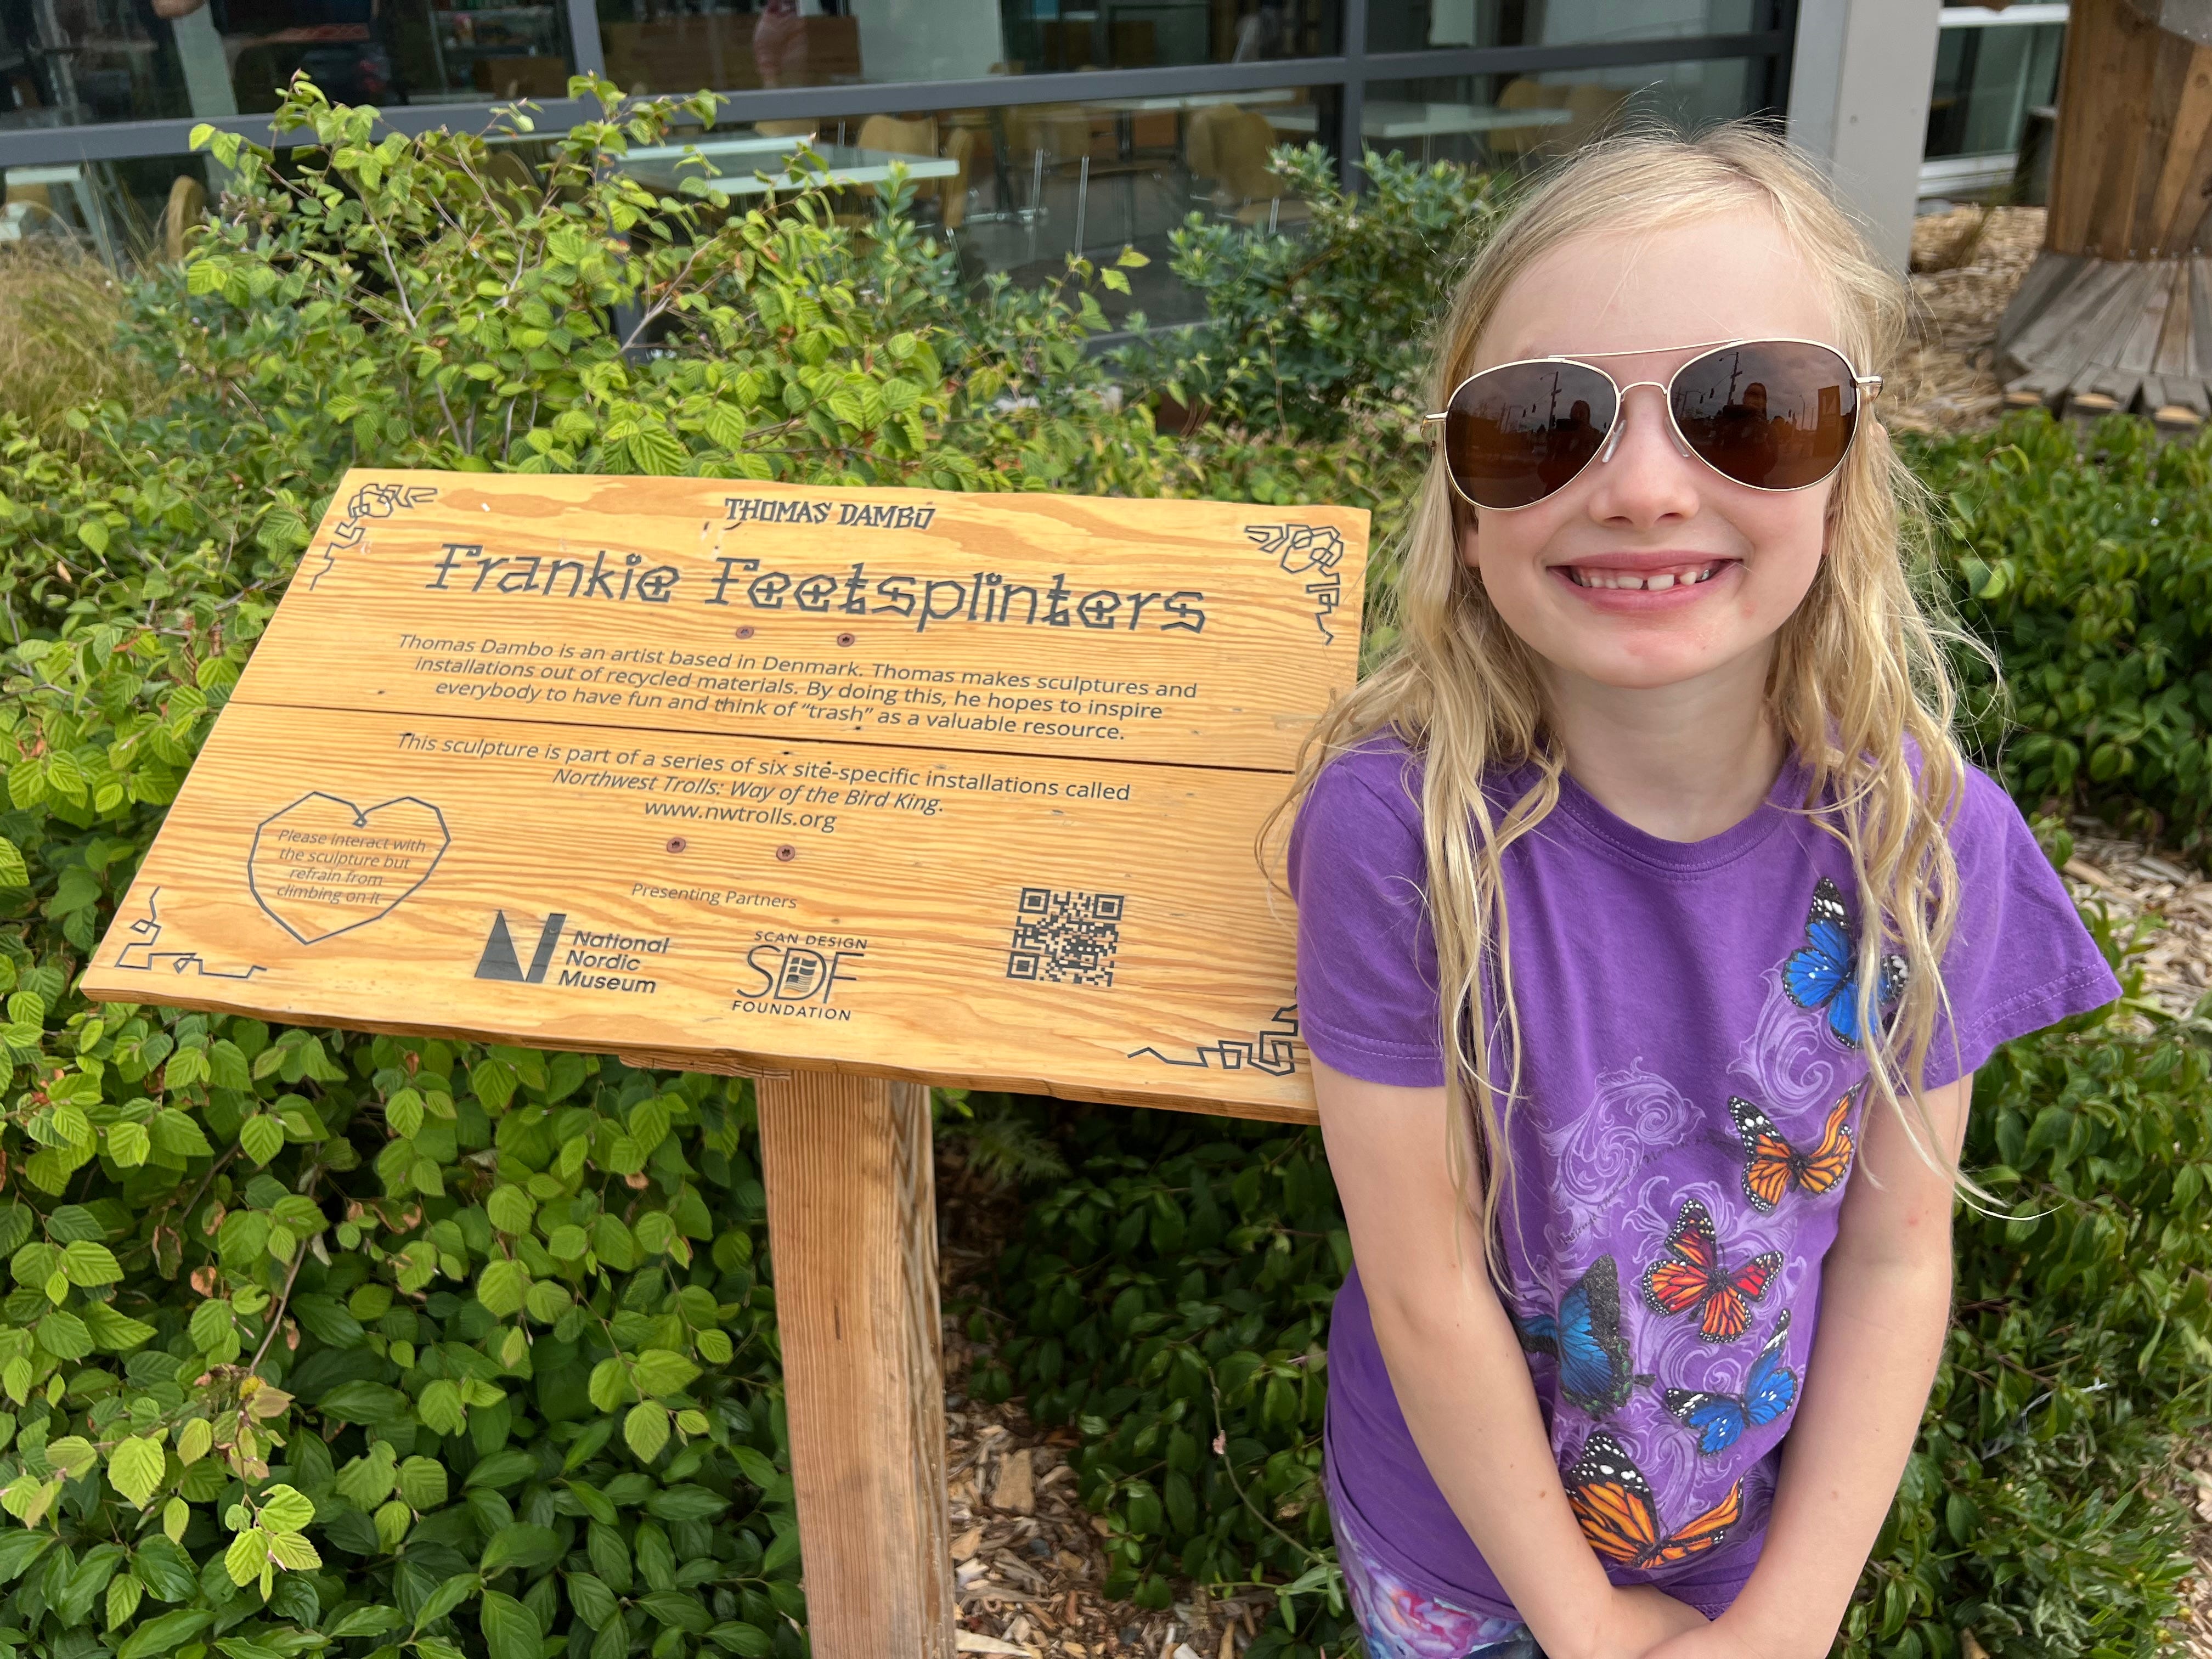 THOMAS DAMBO
Frankie Feetsplinters
Thomas Dambo is an artist based in Denmark. Thomas makes sculptures and
installations out of recycled materials. By doing this, he hopes to inspire
everybody to have fun and think of "trash" as a valuable resource.
This sculpture is part of a series of six site-specific installations called
Northwest Trolls: Way of the Bird King.
www.nwtrolls.org
Please interact with
the sculpture but
refrain from
climbing on it
Presenting Partners
N
National
Nordic
Museum
SCAN DESIGN
SDF
FOUNDATION